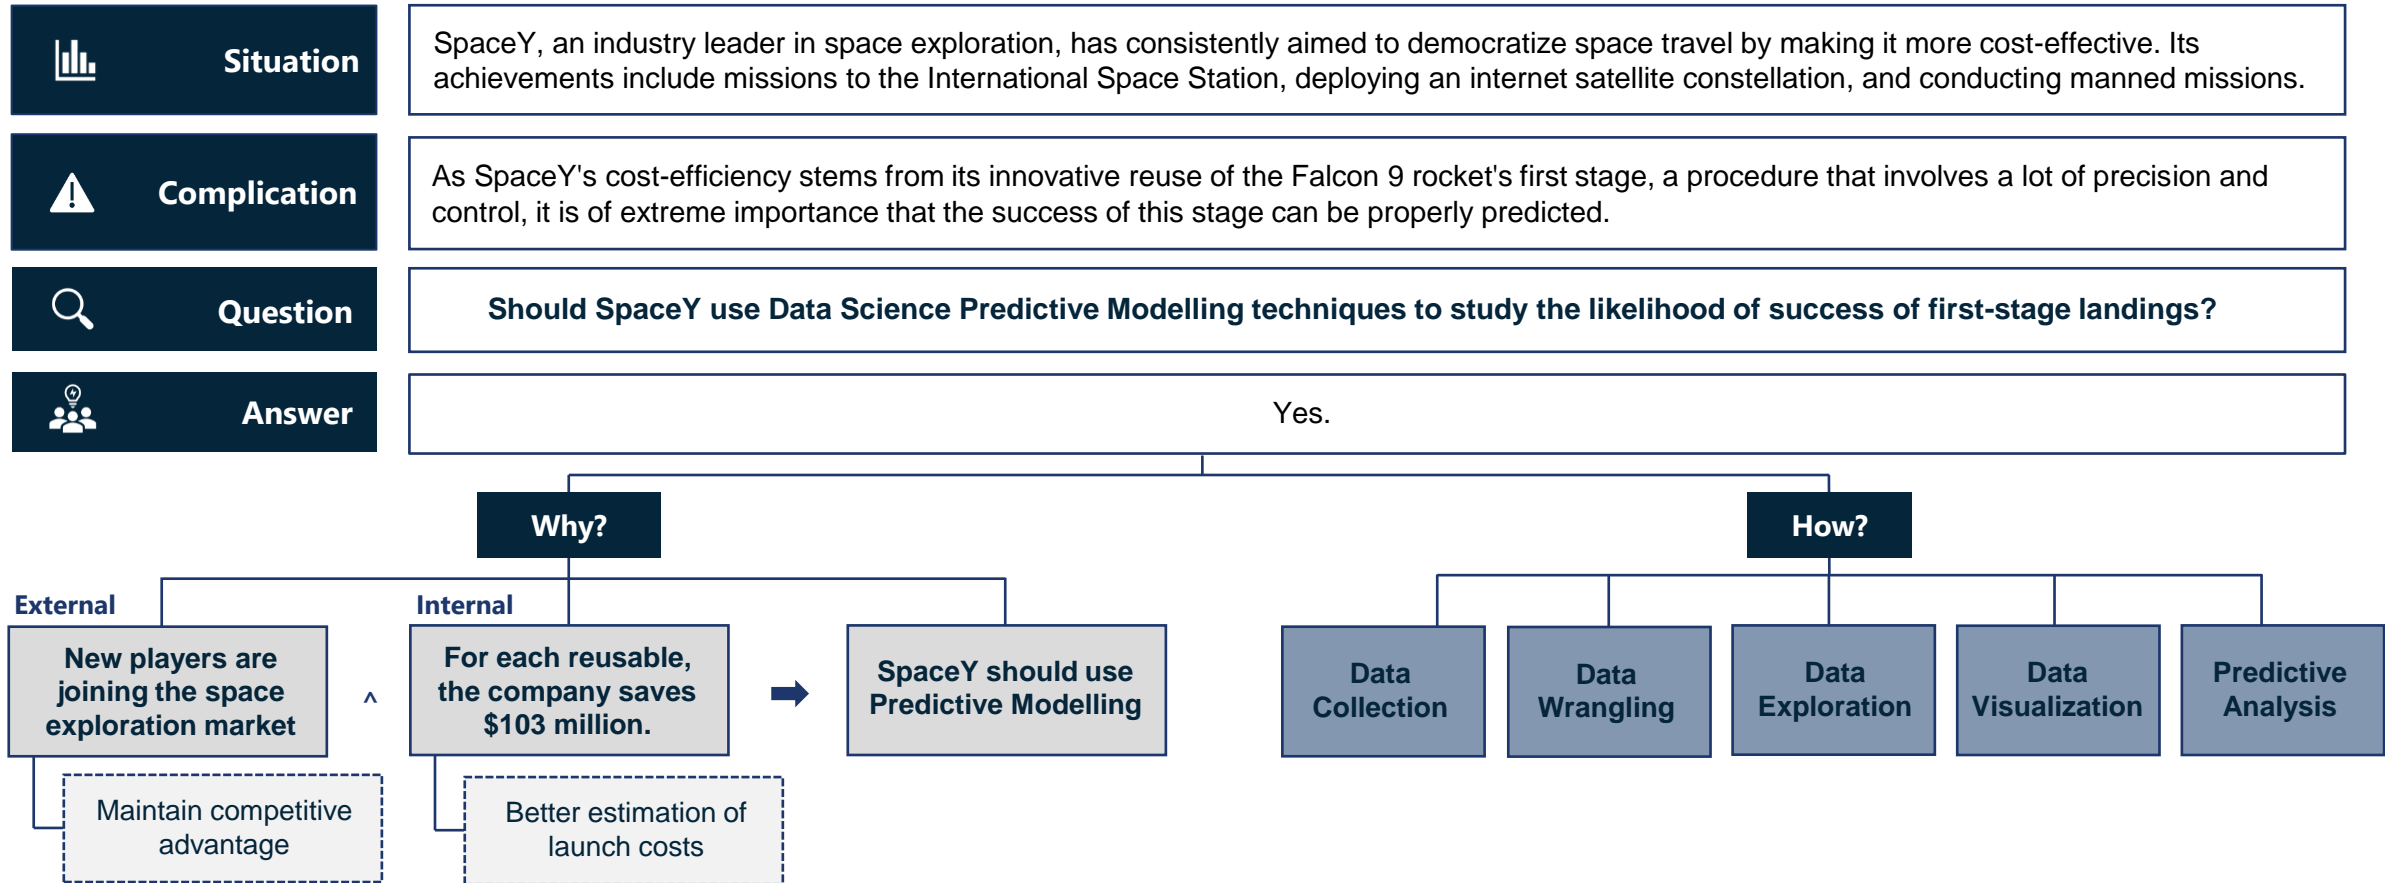 Situation
SpaceY, an industry leader in space exploration, has consistently aimed to democratize space travel by making it more cost-effective. Its
achievements include missions to the International Space Station, deploying an internet satellite constellation, and conducting manned missions.
Complication
As SpaceY's cost-efficiency stems from its innovative reuse of the Falcon 9 rocket's first stage, a procedure that involves a lot of precision and
control, it is of extreme importance that the success of this stage can be properly predicted.
Question
Should SpaceY use Data Science Predictive Modelling techniques to study the likelihood of success of first-stage landings?
Answer
Yes.
Why?
External
New players are
joining the space
exploration market
Maintain competitive
advantage
^
Internal
For each reusable,
the company saves
$103 million.
Better estimation of
launch costs
SpaceY should use
Predictive Modelling
How?
Data
Collection
Data
Wrangling
Data
Exploration
Data
Visualization
Predictive
Analysis